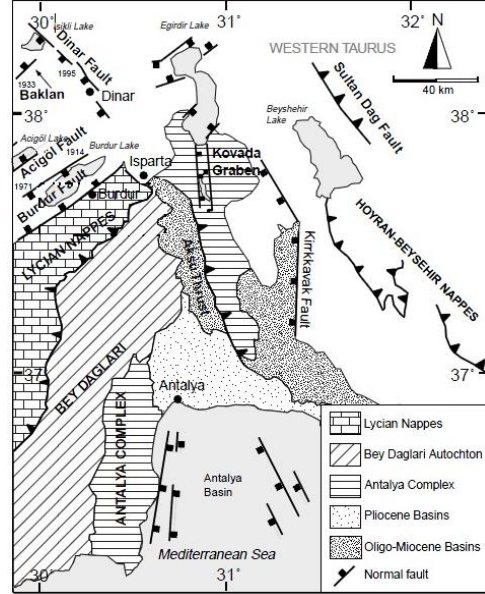 30°
31°
32°
Isikli Lake
Egirdir Lake
N
WESTERN TAURUS
40 km
Dinar Fault
1995
1933
Baklan
Dinar
Sultan Dag Fault
38°
38°
Beyshehir
Lake
Acigöl Lake
Acigöl Fault
1914
Burdur Lake
Isparta
Kovada
Graben
1971
Burdur Fault
Burdur
LYCIAN NAPPES
Aksu Thrust
Kirrkkavak Fault
HOYRAN-BEYSEHIR NAPPES
37°
37°
BEY DAGLARI
Antalya
ANTALYA COMPLEX
Antalya
Basin
Mediterranean Sea
Lycian Nappes
Bey Daglari Autochton
Antalya Complex
Pliocene Basins
Oligo-Miocene Basins
Normal fault
30°
31°